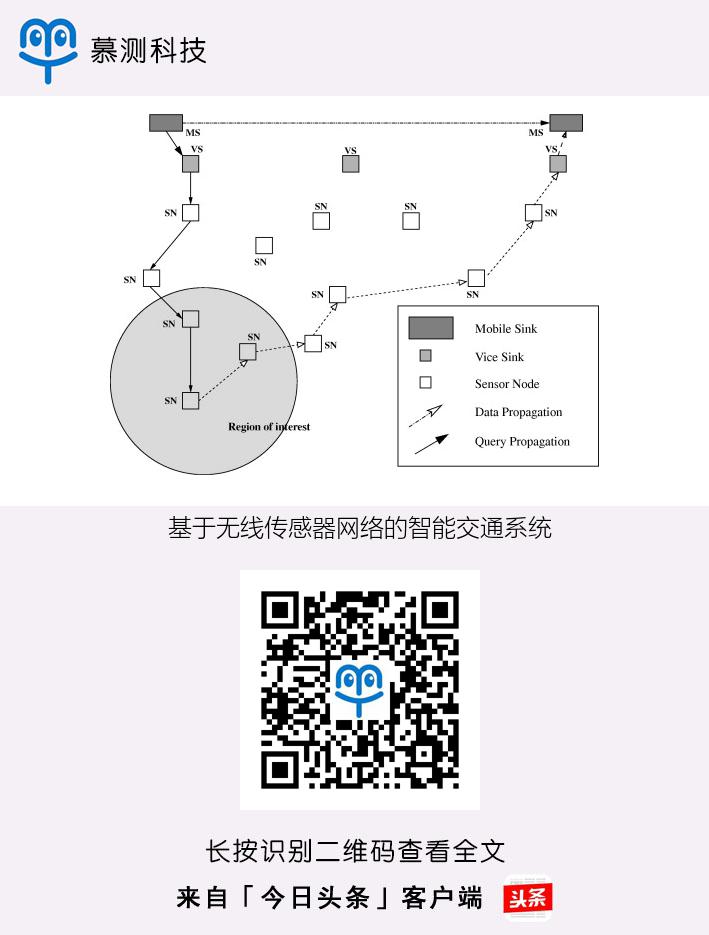 慕测科技
MS
MS
VS
VS
VS
SN
SN
SN
SN
SN
SN
SN
SN
SN
SN
SN
SN
Region of interest
Mobile Sink
Vice Sink
Sensor Node
Data Propagation
Query Propagation
基于无线传感器网络的智能交通系统
长按识别二维码查看全文
来自「今日头条」客户端
头条